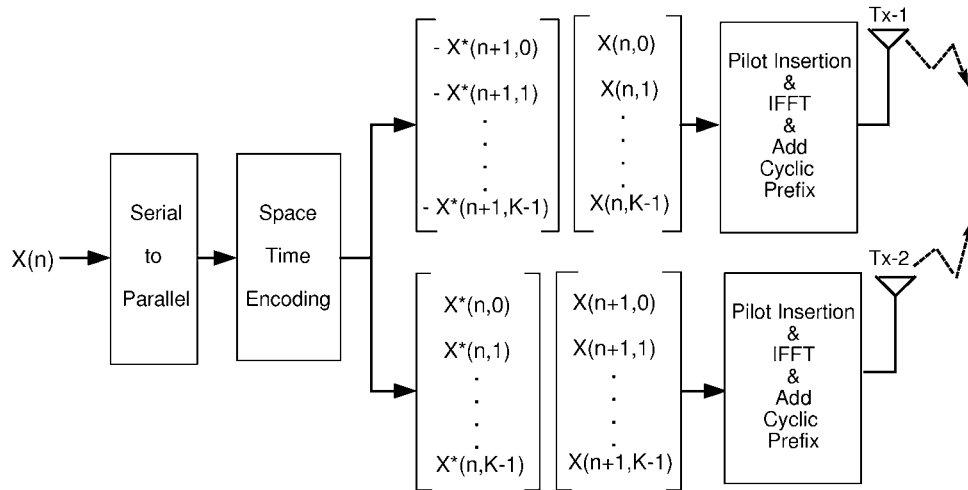 X(n)
Serial
to
Parallel
Space
Time
Encoding
- X*(n+1,0)
- X*(n+1,1)
.
.
.
.
- X*(n+1,K-1)
X(n,0)
X(n,1)
.
.
.
.
X(n,K-1)
Pilot Insertion
&
IFFT
&
Add
Cyclic
Prefix
Tx-1
X*(n,0)
X*(n,1)
.
.
.
.
X*(n,K-1)
X(n+1,0)
X(n+1,1)
.
.
.
.
X(n+1,K-1)
Pilot Insertion
&
IFFT
&
Add
Cyclic
Prefix
Tx-2